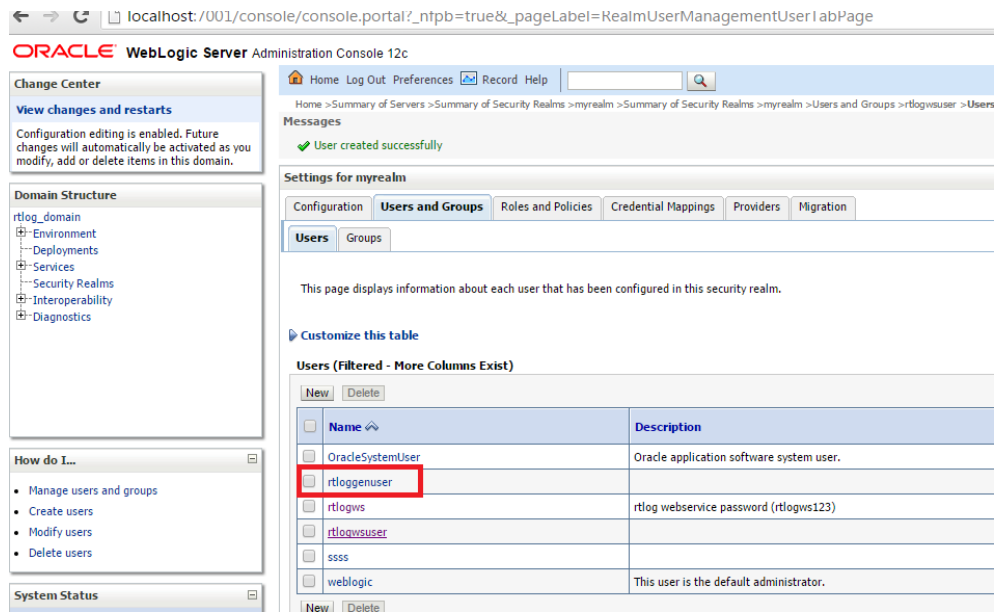 localhost:7001/console/console.portal?_nfpb=true&_pageLabel=RealmUserManagementUserTabPage
ORACLE WebLogic Server Administration Console 12c
Change Center
View changes and restarts
Configuration editing is enabled. Future
changes will automatically be activated as you
modify, add or delete items in this domain.
Domain Structure
rtlog_domain
Environment
Deployments
Services
Security Realms
Interoperability
Diagnostics
How do I...
Manage users and groups
Create users
Modify users
Delete users
System Status
Home Log Out Preferences Record Help
Home >Summary of Servers >Summary of Security Realms >myrealm >Summary of Security Realms >myrealm >Users and Groups >rtlogwsuser >Users
Messages
User created successfully
Settings for myrealm
Configuration Users and Groups Roles and Policies Credential Mappings Providers Migration
Users Groups
This page displays information about each user that has been configured in this security realm.
Customize this table
Users (Filtered - More Columns Exist)
New Delete
Name Description
OracleSystemUser Oracle application software system user.
rtloggenuser
rtlogws rtlog webservice password (rtlogws123)
rtlogwsuser
ssss
weblogic This user is the default administrator.
New Delete